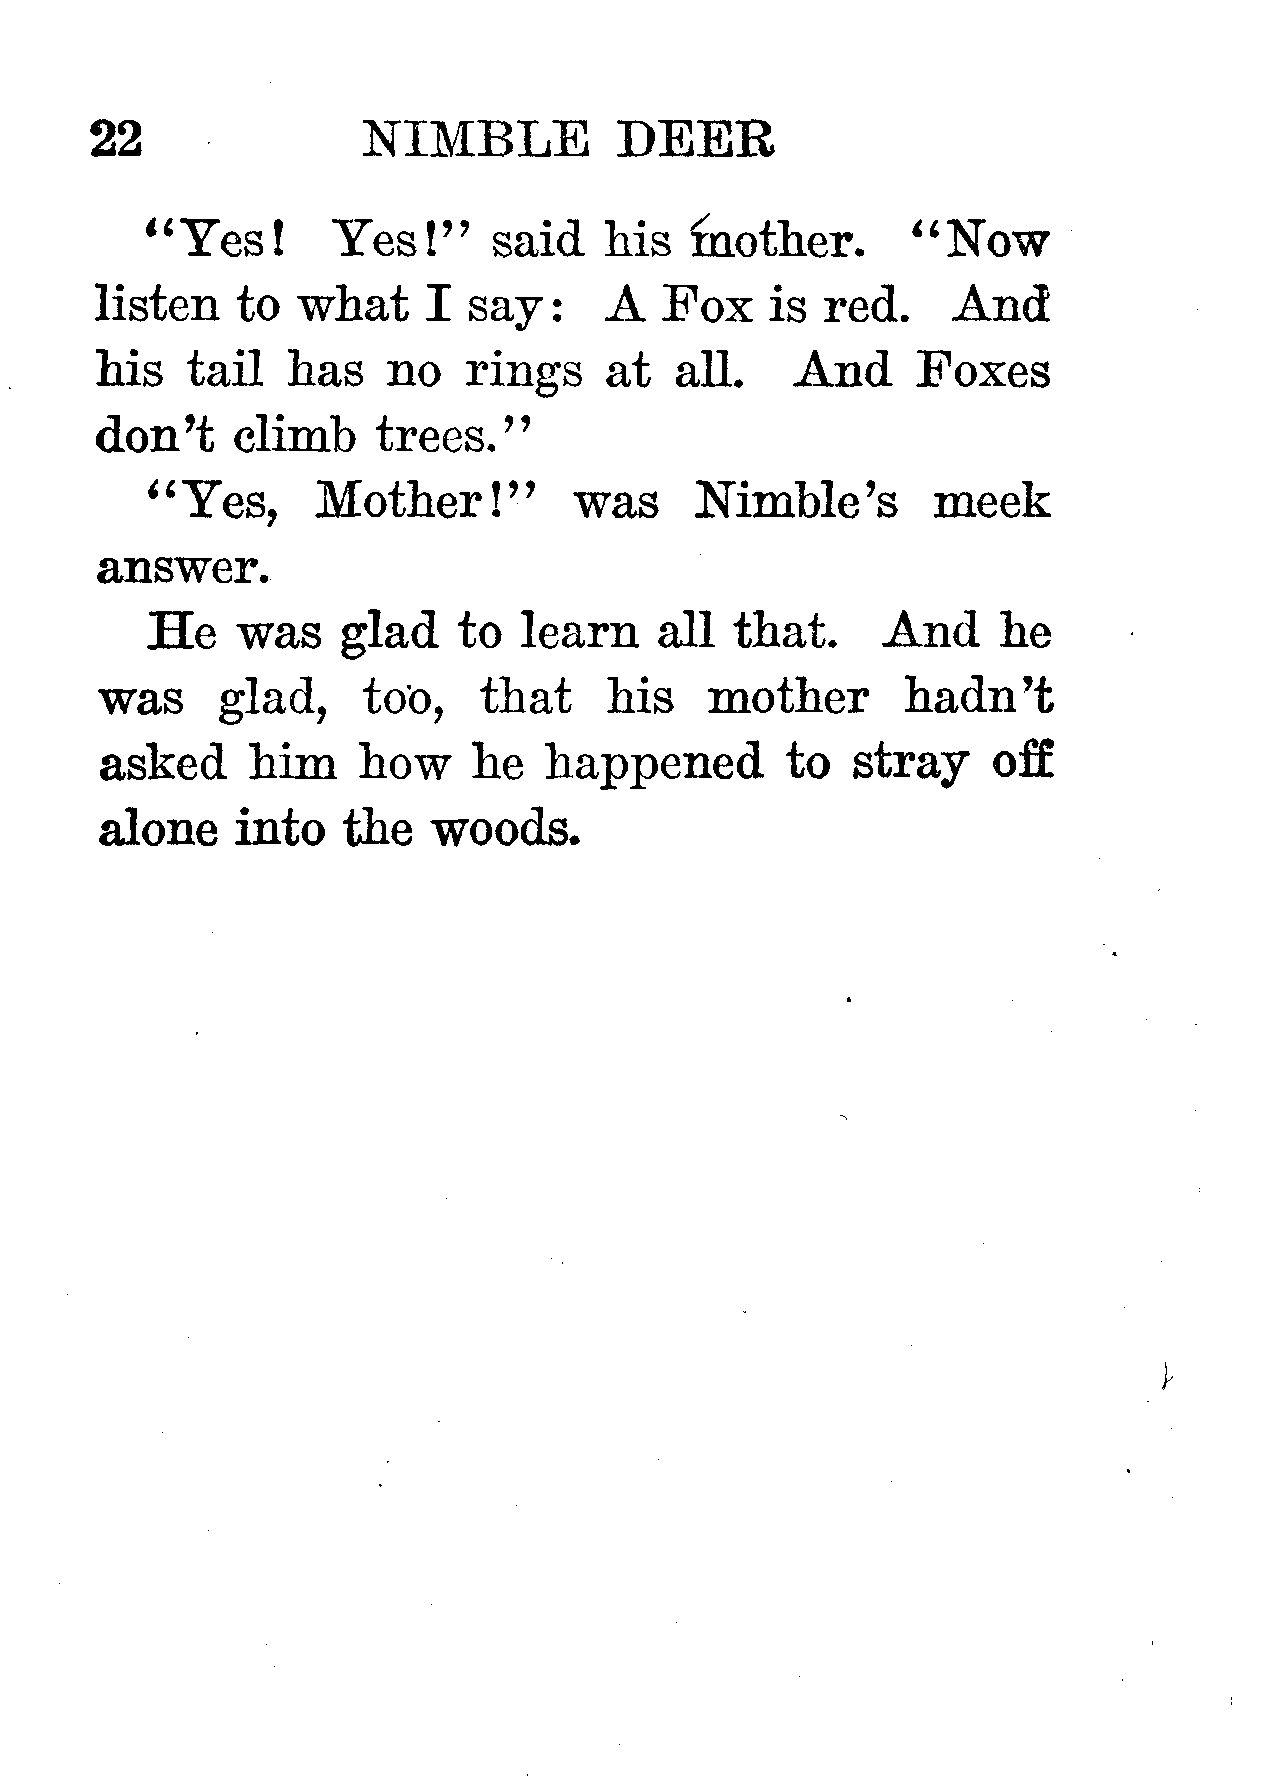 22 NIMBLE DEER
“Yes! Yes!” said his mother. “Now
listen to what I say: A Fox is red. And
his tail has no rings at all. And Foxes
don’t climb trees.”
“Yes, Mother!” was Nimble’s meek
answer.
He was glad to learn all that. And he
was glad, too, that his mother hadn’t
asked him how he happened to stray off
alone into the woods.